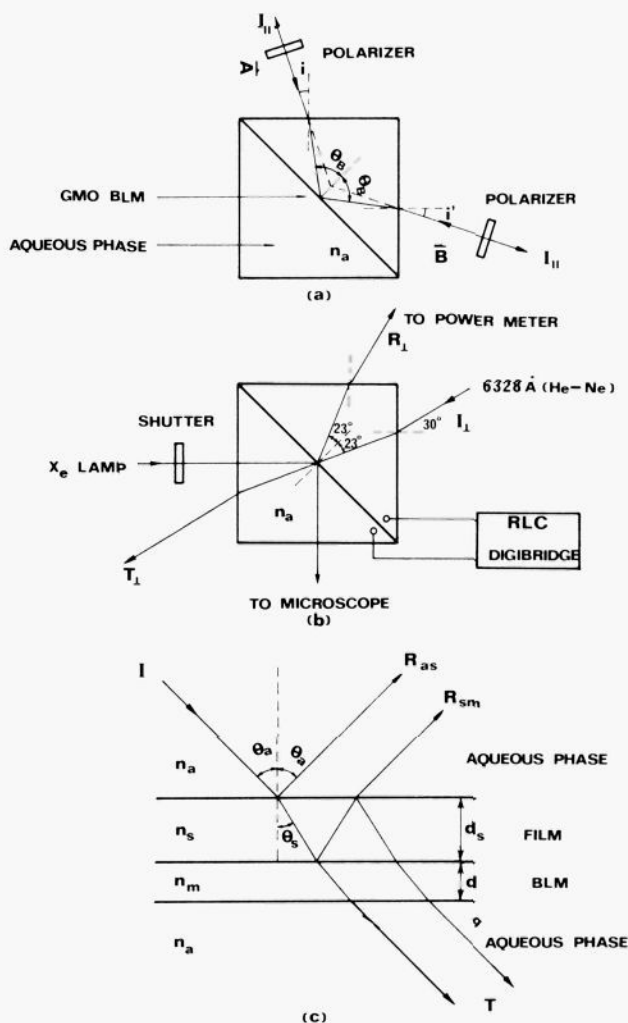 J||
POLARIZER
A
i
θB
θB
GMO BLM
POLARIZER
AQUEOUS PHASE
i'
na
B
I||
(a)
TO POWER METER
R⊥
6328 Å (He–Ne)
SHUTTER
30°
I⊥
23°
23°
Xe LAMP
na
RLC
DIGIBRIDGE
T⊥
TO MICROSCOPE
(b)
I
Ras
Rsm
θa
θa
na
AQUEOUS PHASE
ns
θs
ds
FILM
nm
d
BLM
na
AQUEOUS PHASE
T
(c)